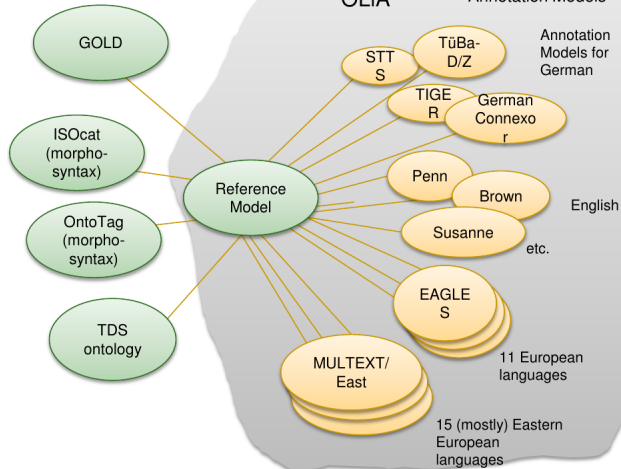 OLiA
Annotation Models
GOLD
STT
S
TüBa-
D/Z
Annotation
Models for
German
TIGE
R
German
Connexo
r
ISOcat
(morpho-
syntax)
Reference
Model
Penn
Brown
English
OntoTag
(morpho-
syntax)
Susanne
etc.
EAGLE
S
TDS
ontology
11 European
languages
MULTEXT/
East
15 (mostly) Eastern
European
languages